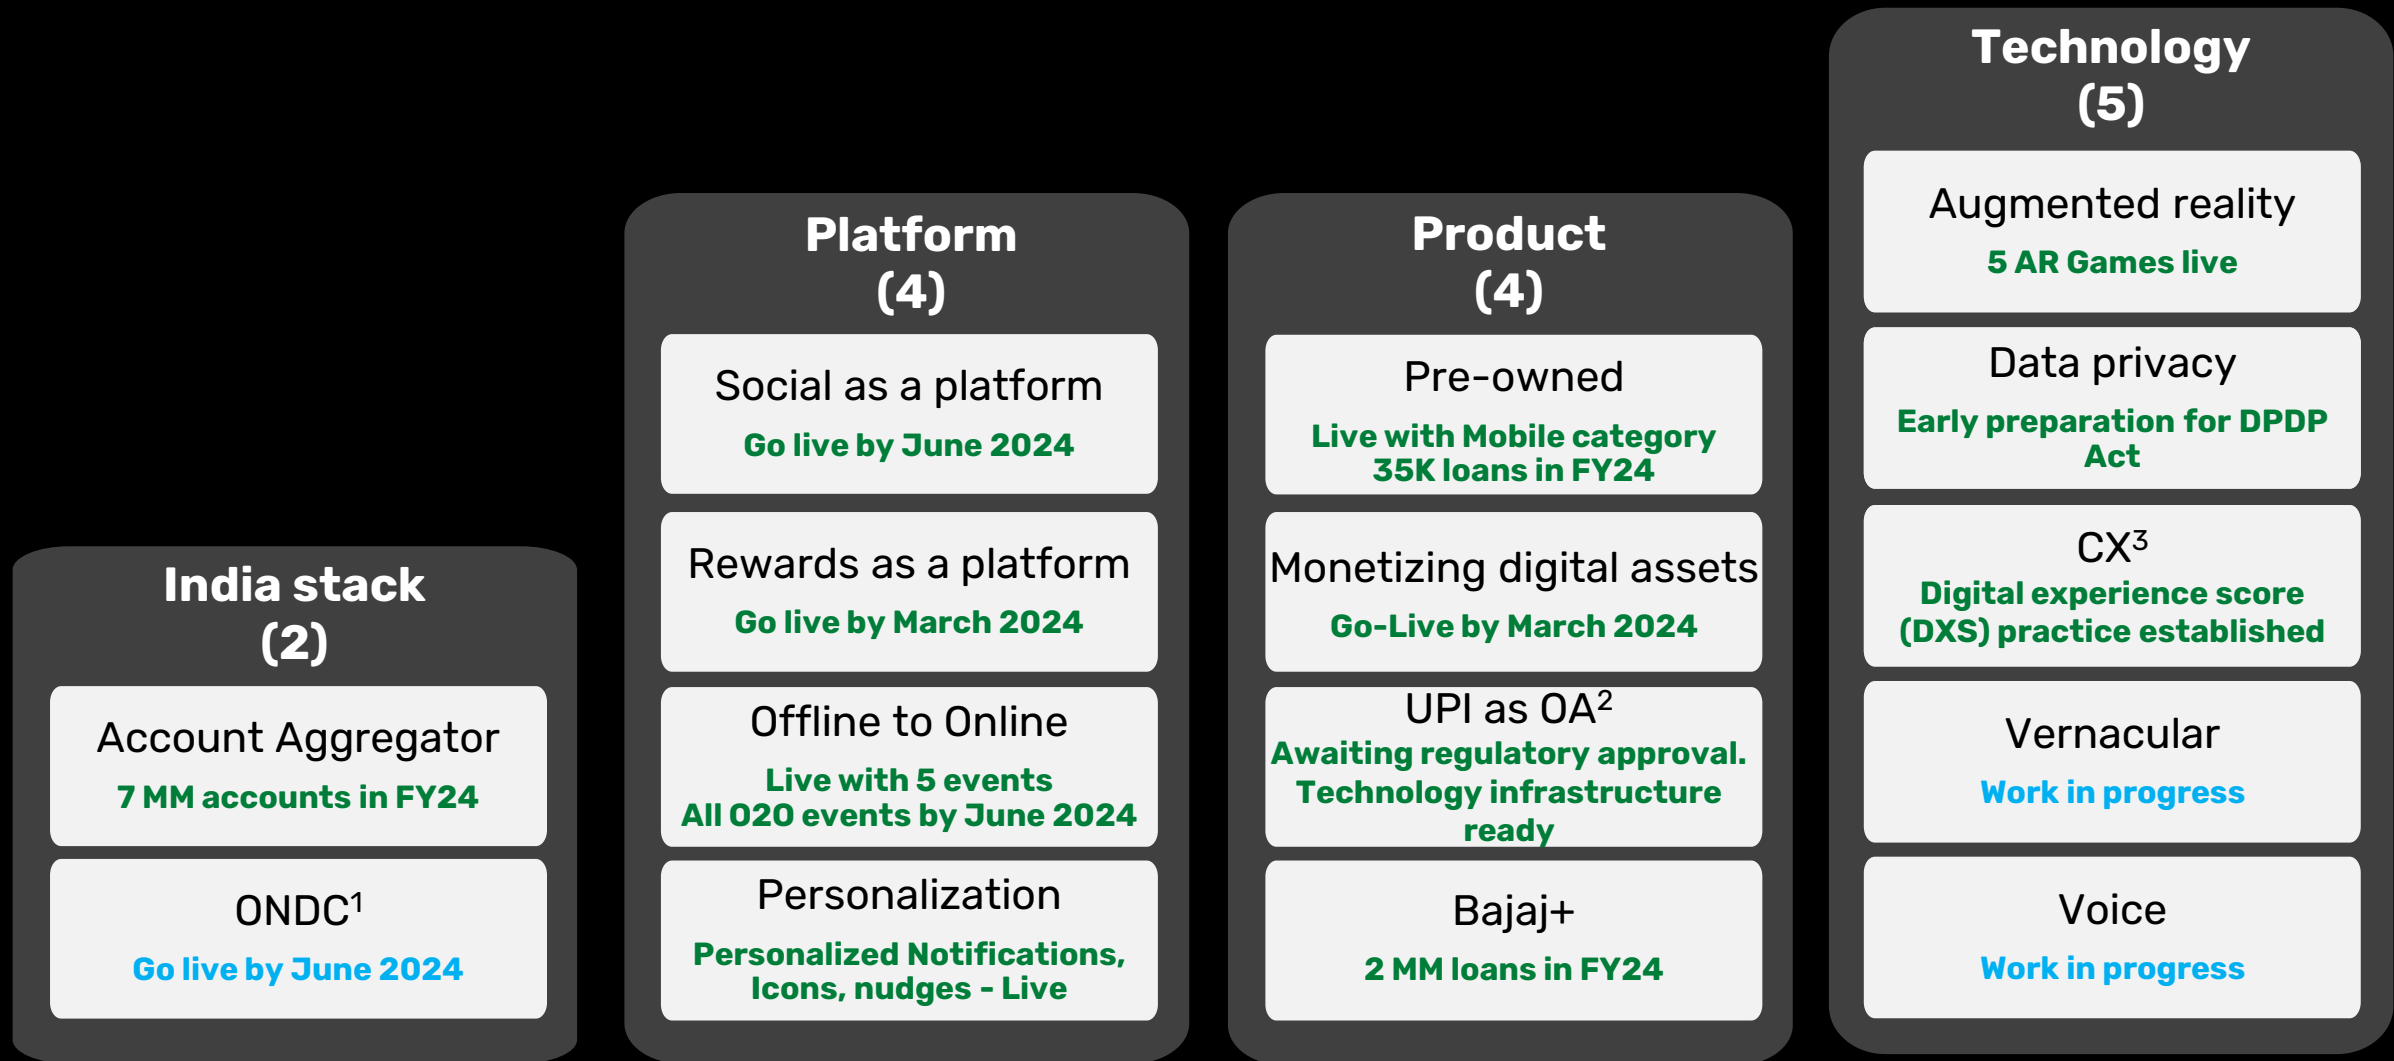 India stack
(2)
Account Aggregator
7 MM accounts in FY24
ONDC¹
Go live by June 2024
Platform
(4)
Social as a platform
Go live by June 2024
Rewards as a platform
Go live by March 2024
Offline to Online
Live with 5 events
All O2O events by June 2024
Personalization
Personalized Notifications,
Icons, nudges - Live
Product
(4)
Pre-owned
Live with Mobile category
35K loans in FY24
Monetizing digital assets
Go-Live by March 2024
UPI as OA²
Awaiting regulatory approval.
Technology infrastructure
ready
Bajaj+
2 MM loans in FY24
Technology
(5)
Augmented reality
5 AR Games live
Data privacy
Early preparation for DPDP
Act
CX³
Digital experience score
(DXS) practice established
Vernacular
Work in progress
Voice
Work in progress